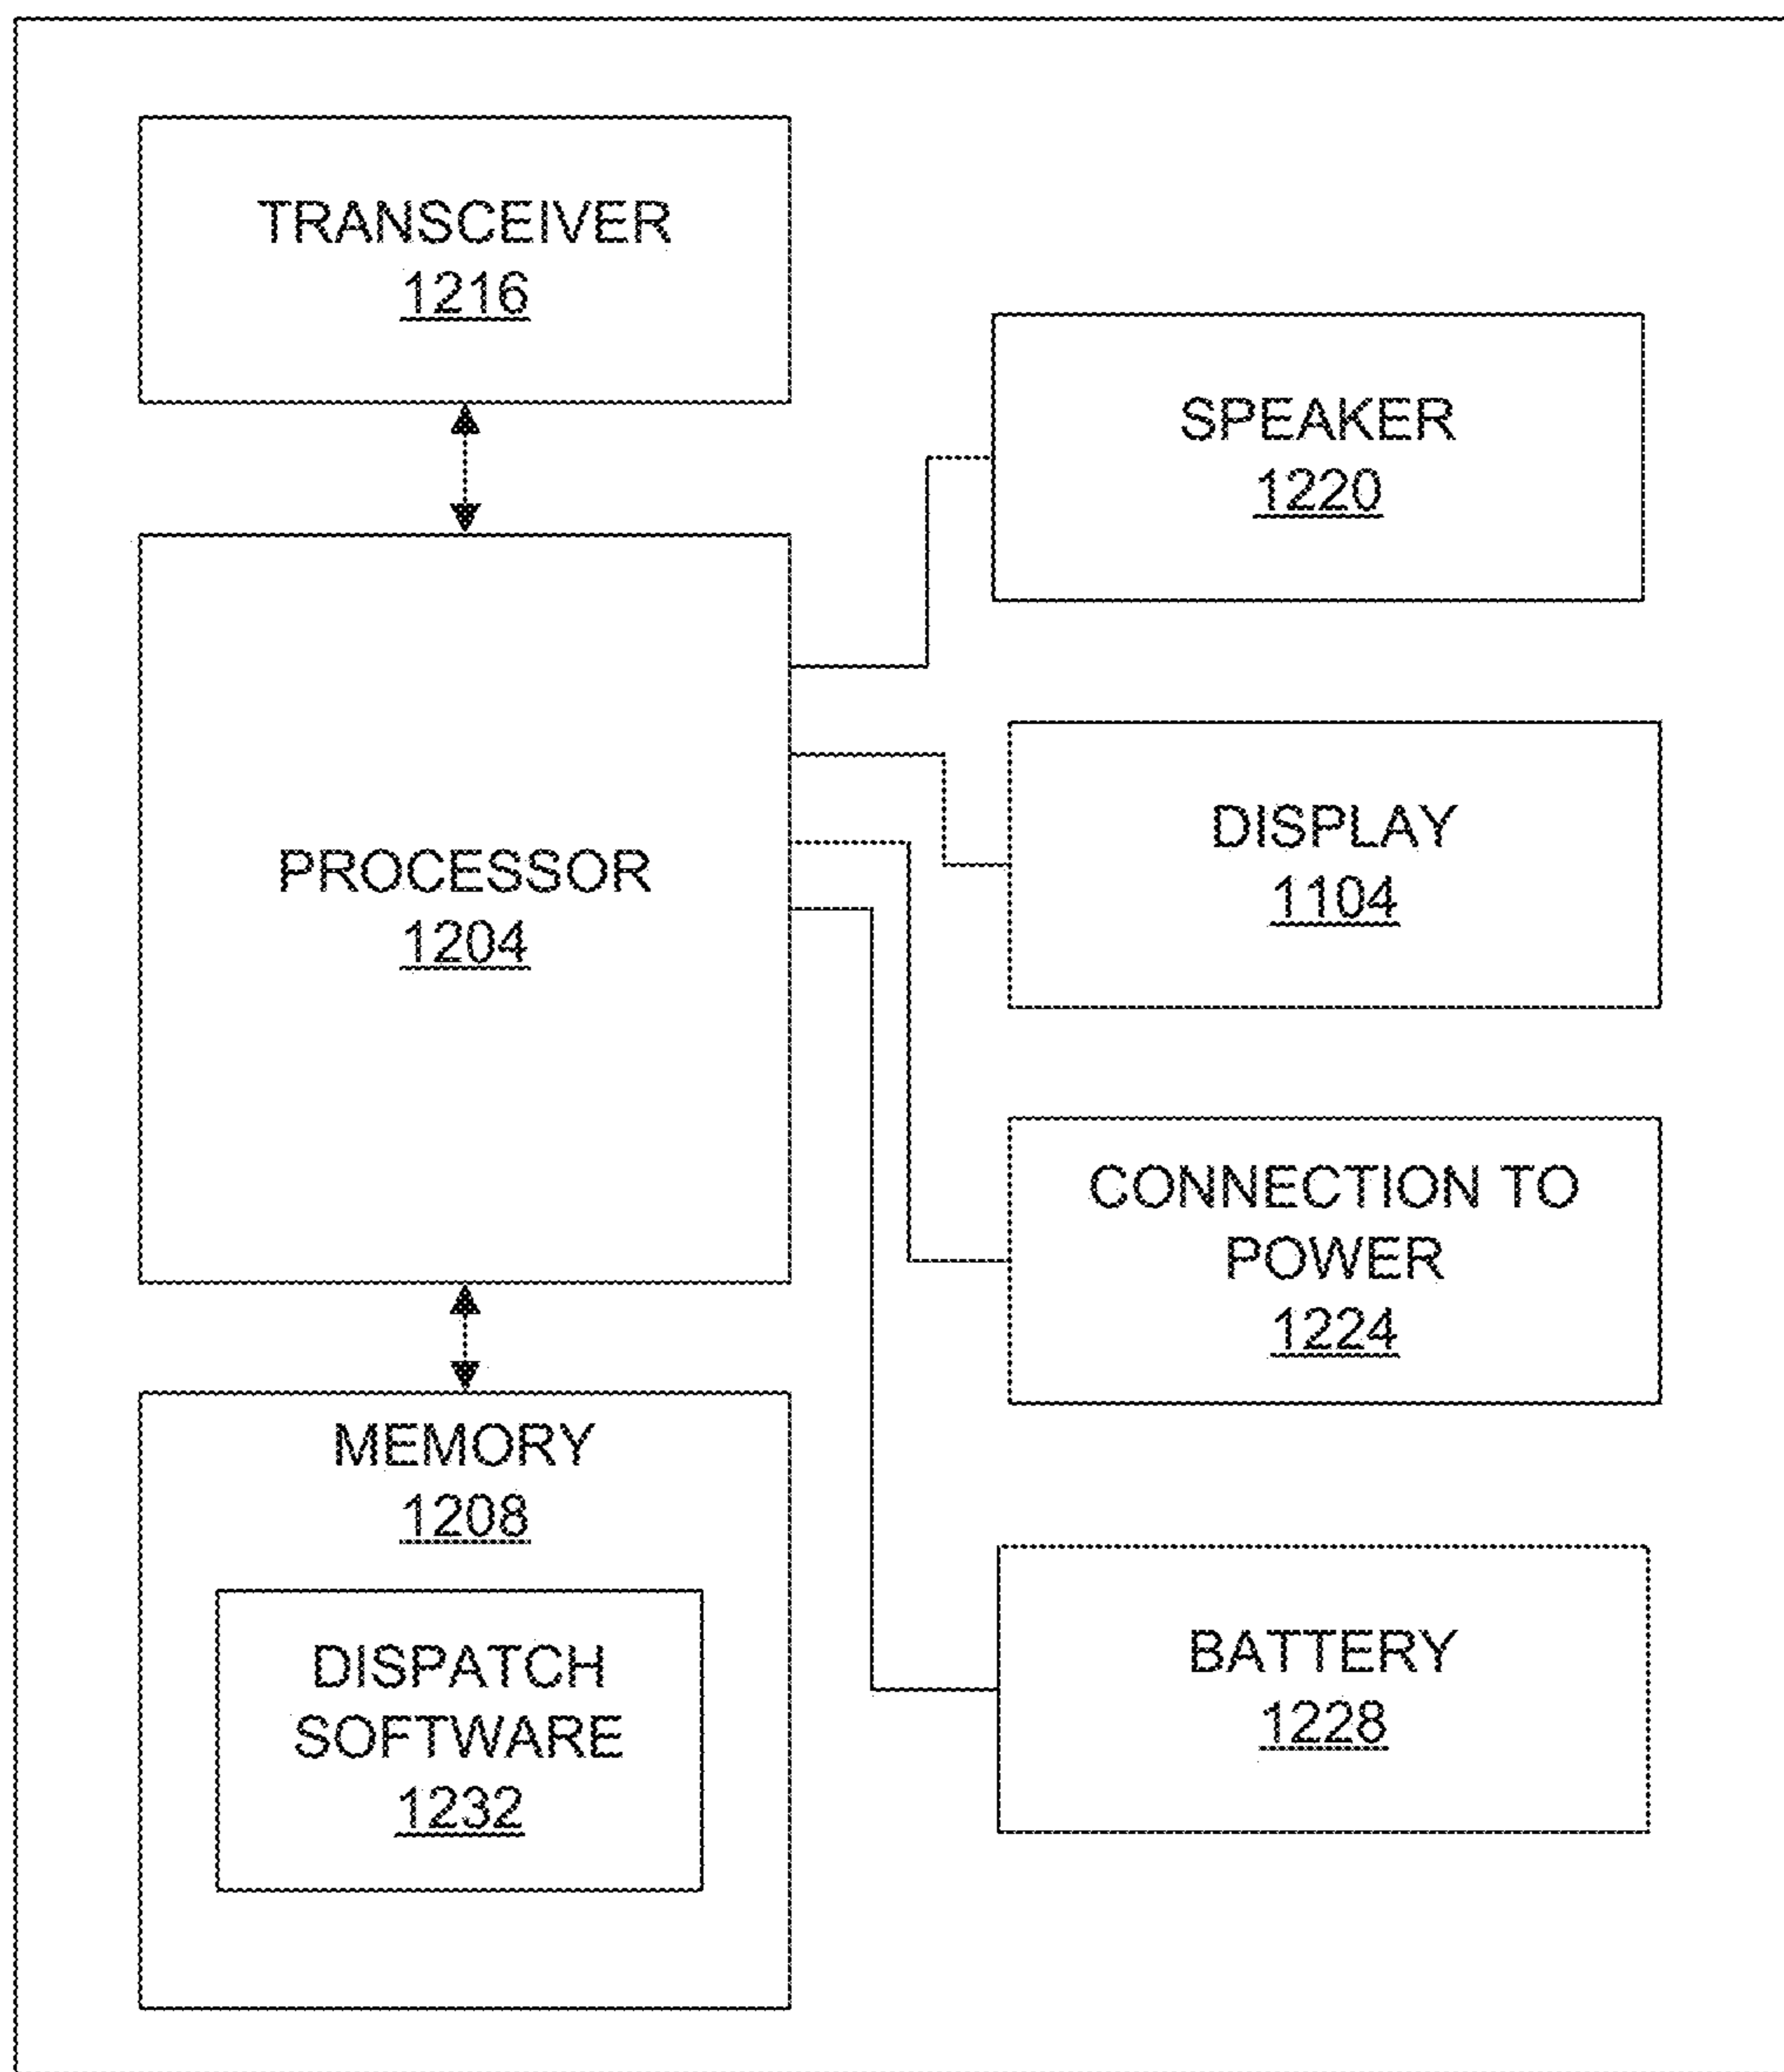 TRANSCEIVER
1216
SPEAKER
1220
PROCESSOR
1204
DISPLAY
1104
CONNECTION TO
POWER
1224
MEMORY
1208
DISPATCH
SOFTWARE
1232
BATTERY
1228